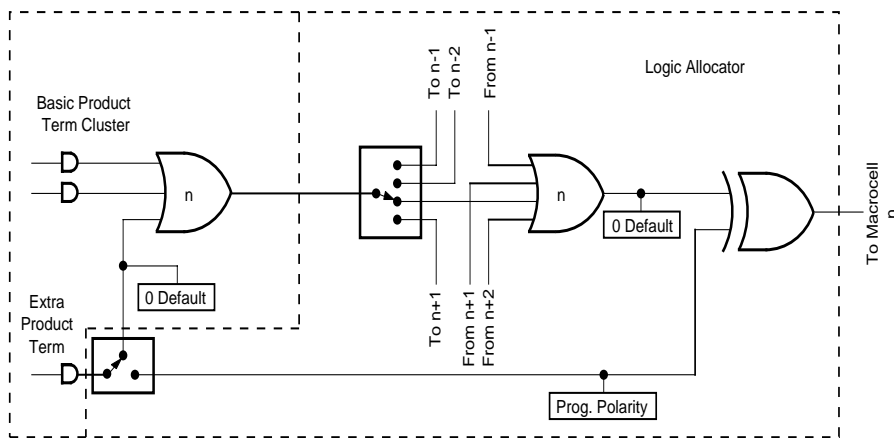 To n-1
To n-2
From n-1
Logic Allocator
Basic Product
Term Cluster
n
n
0 Default
To Macrocell
n
0 Default
Extra
Product
Term
To n+1
From n+1
From n+2
Prog. Polarity